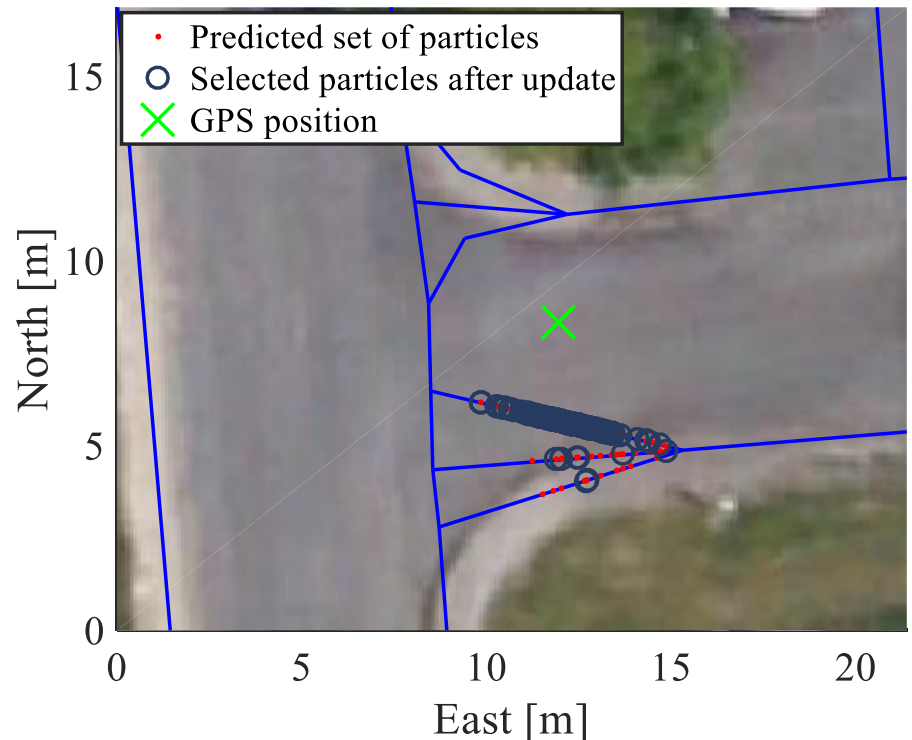 Predicted set of particles
Selected particles after update
GPS position
15
10
5
0
North [m]
0 5 10 15 20
East [m]